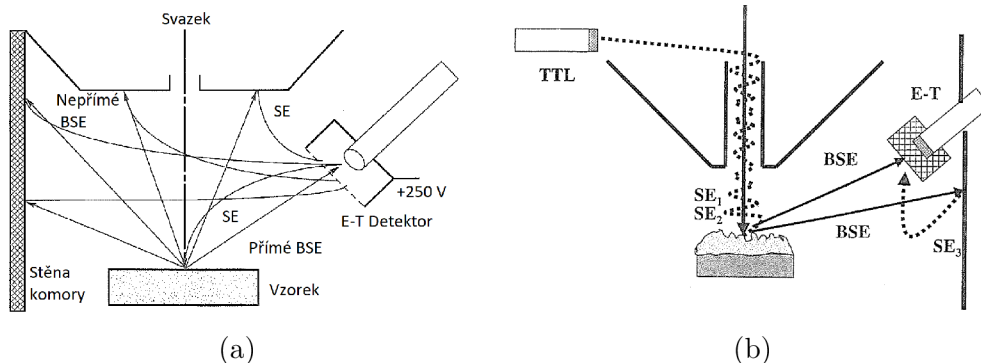 Svazek
Nepřímé
BSE
SE
+250 V
SE
E-T Detektor
Přímé BSE
Stěna
komory
Vzorek
(a)
TTL
E-T
BSE
SE1
SE2
BSE
SE3
(b)